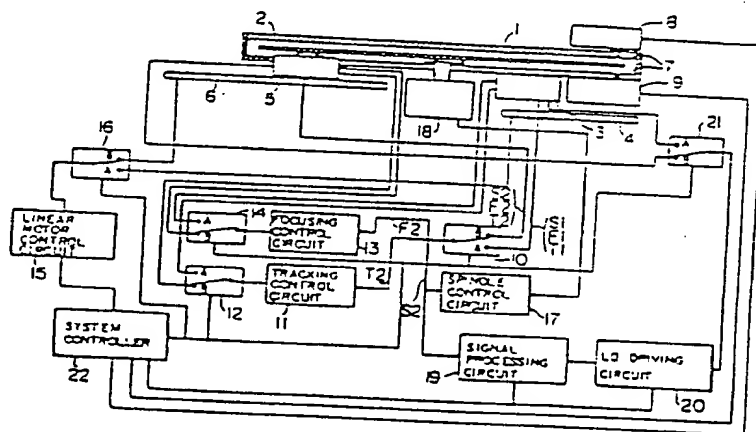 2
1
8
7
9
6
5
18
3
4
21
16
A
A
A
14
FOCUSING
CONTROL
CIRCUIT
13
F2
10
LINEAR
MOTOR
CONTROL
CIRCUIT
15
12
TRACKING
CONTROL
CIRCUIT
11
T2
S2
SPINDLE
CONTROL
CIRCUIT
17
SYSTEM
CONTROLLER
22
SIGNAL
PROCESSING
CIRCUIT
19
LD DRIVING
CIRCUIT
20